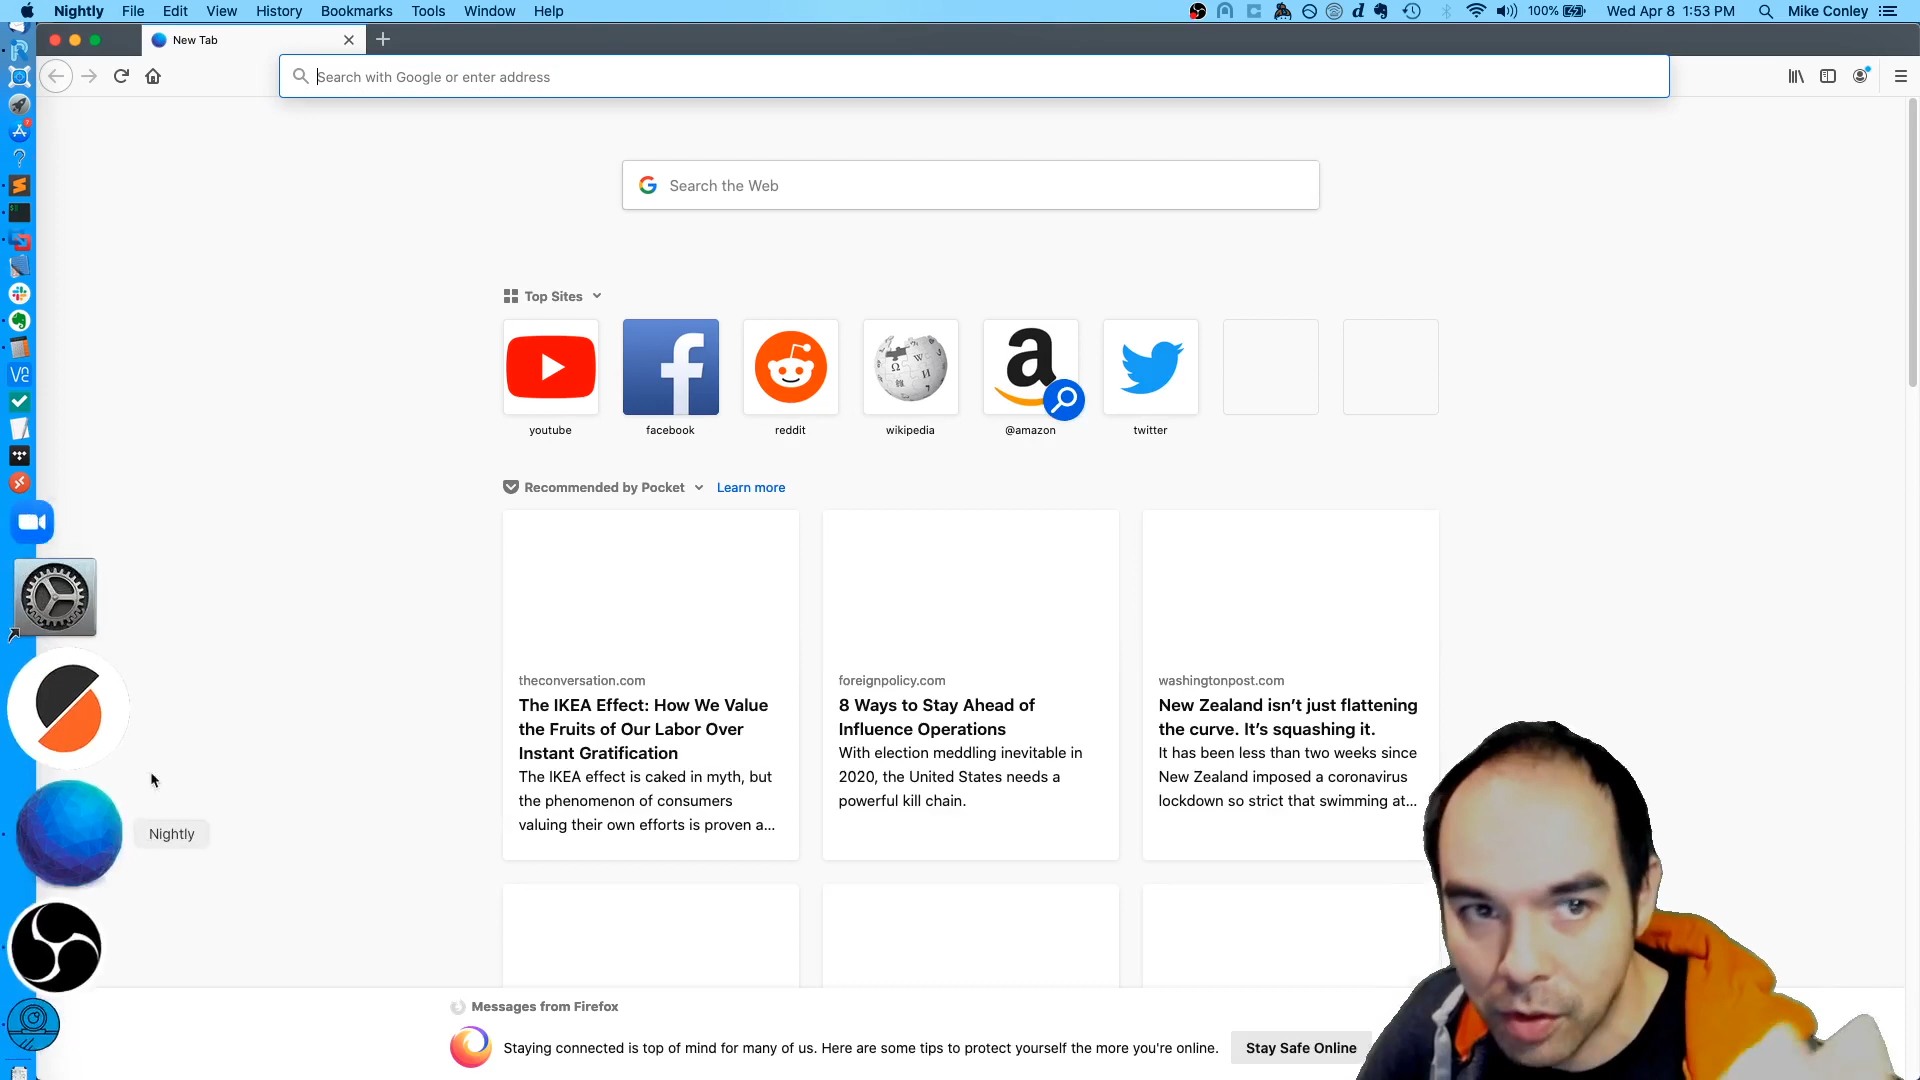 Nightly File Edit View History Bookmarks Tools Window Help
100% Wed Apr 8 1:53 PM Mike Conley
New Tab
Search with Google or enter address
Search the Web
Top Sites
youtube facebook reddit wikipedia @amazon twitter
Recommended by Pocket Learn more
theconversation.com
The IKEA Effect: How We Value
the Fruits of Our Labor Over
Instant Gratification
The IKEA effect is caked in myth, but
the phenomenon of consumers
valuing their own efforts is proven a...
foreignpolicy.com
8 Ways to Stay Ahead of
Influence Operations
With election meddling inevitable in
2020, the United States needs a
powerful kill chain.
washingtonpost.com
New Zealand isn’t just flattening
the curve. It’s squashing it.
It has been less than two weeks since
New Zealand imposed a coronavirus
lockdown so strict that swimming at...
Nightly
Messages from Firefox
Staying connected is top of mind for many of us. Here are some tips to protect yourself the more you're online.
Stay Safe Online